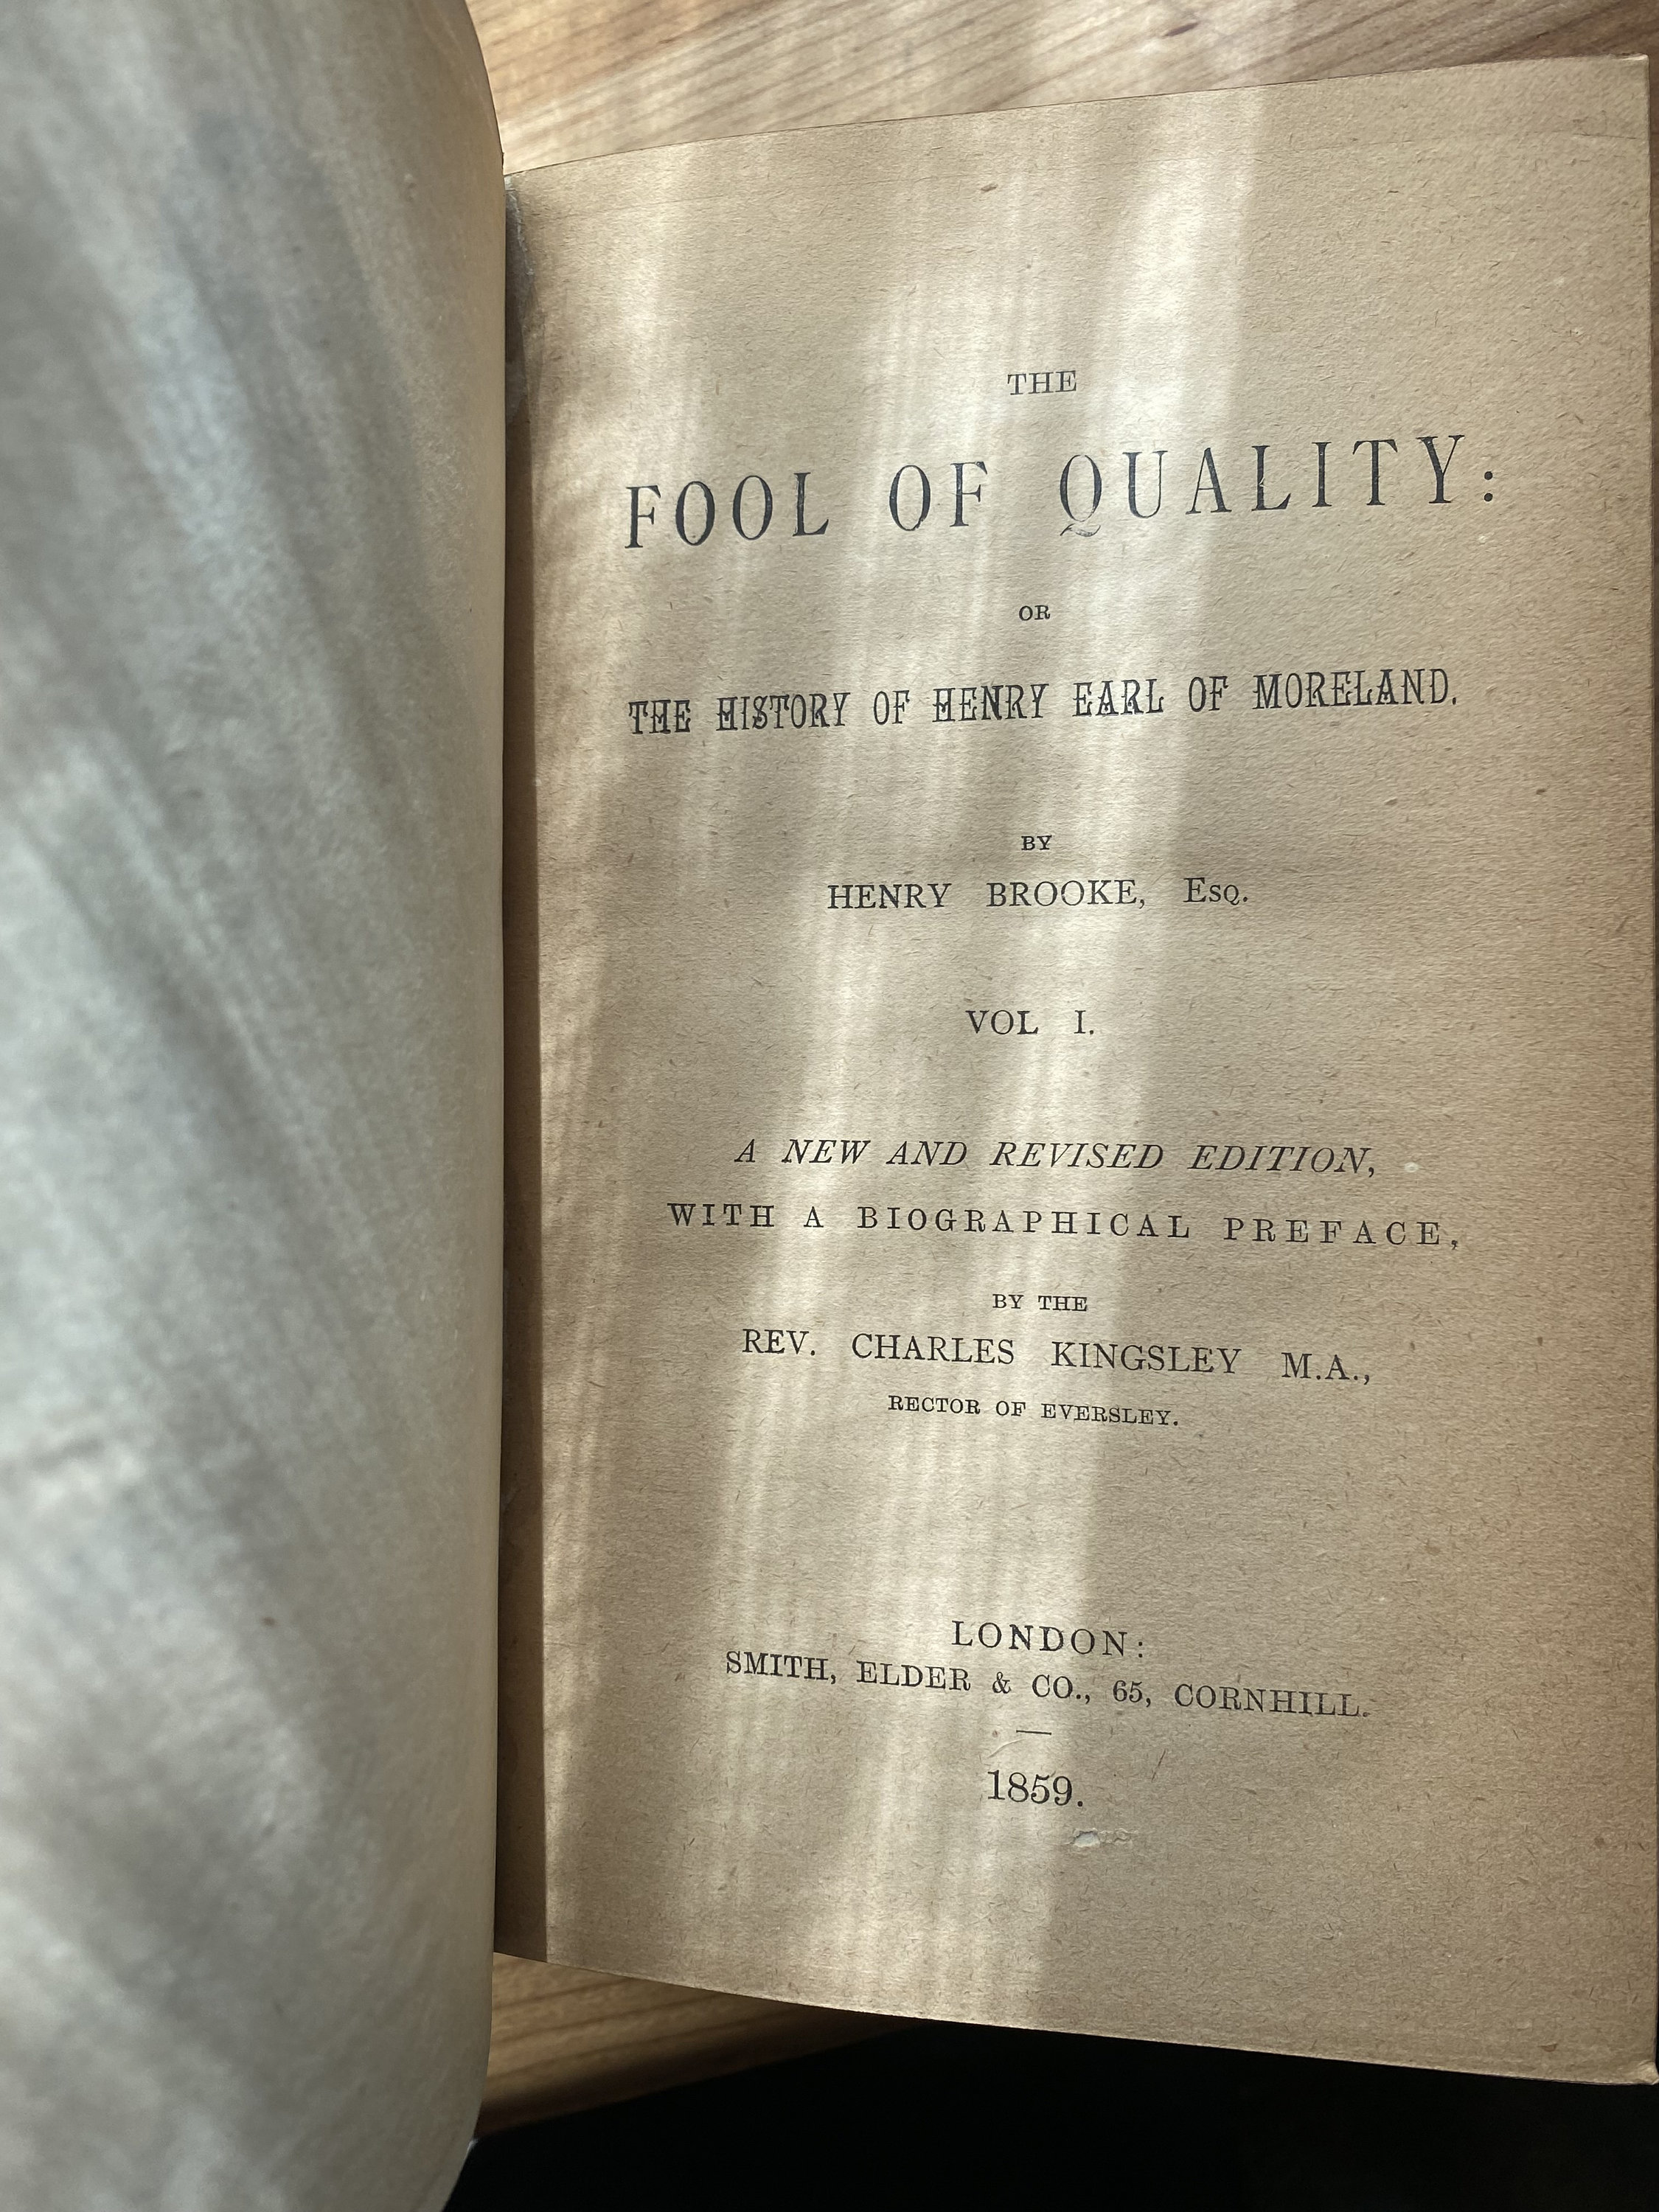 THE
FOOL OF QUALITY:
OR
THE HISTORY OF HENRY EARL OF MORELAND.
BY
HENRY BROOKE, Esq.
VOL I.
A NEW AND REVISED EDITION,
WITH A BIOGRAPHICAL PREFACE,
BY THE
REV. CHARLES KINGSLEY M.A.,
RECTOR OF EVERSLEY.
LONDON:
SMITH, ELDER & CO., 65, CORNHILL.
1859.